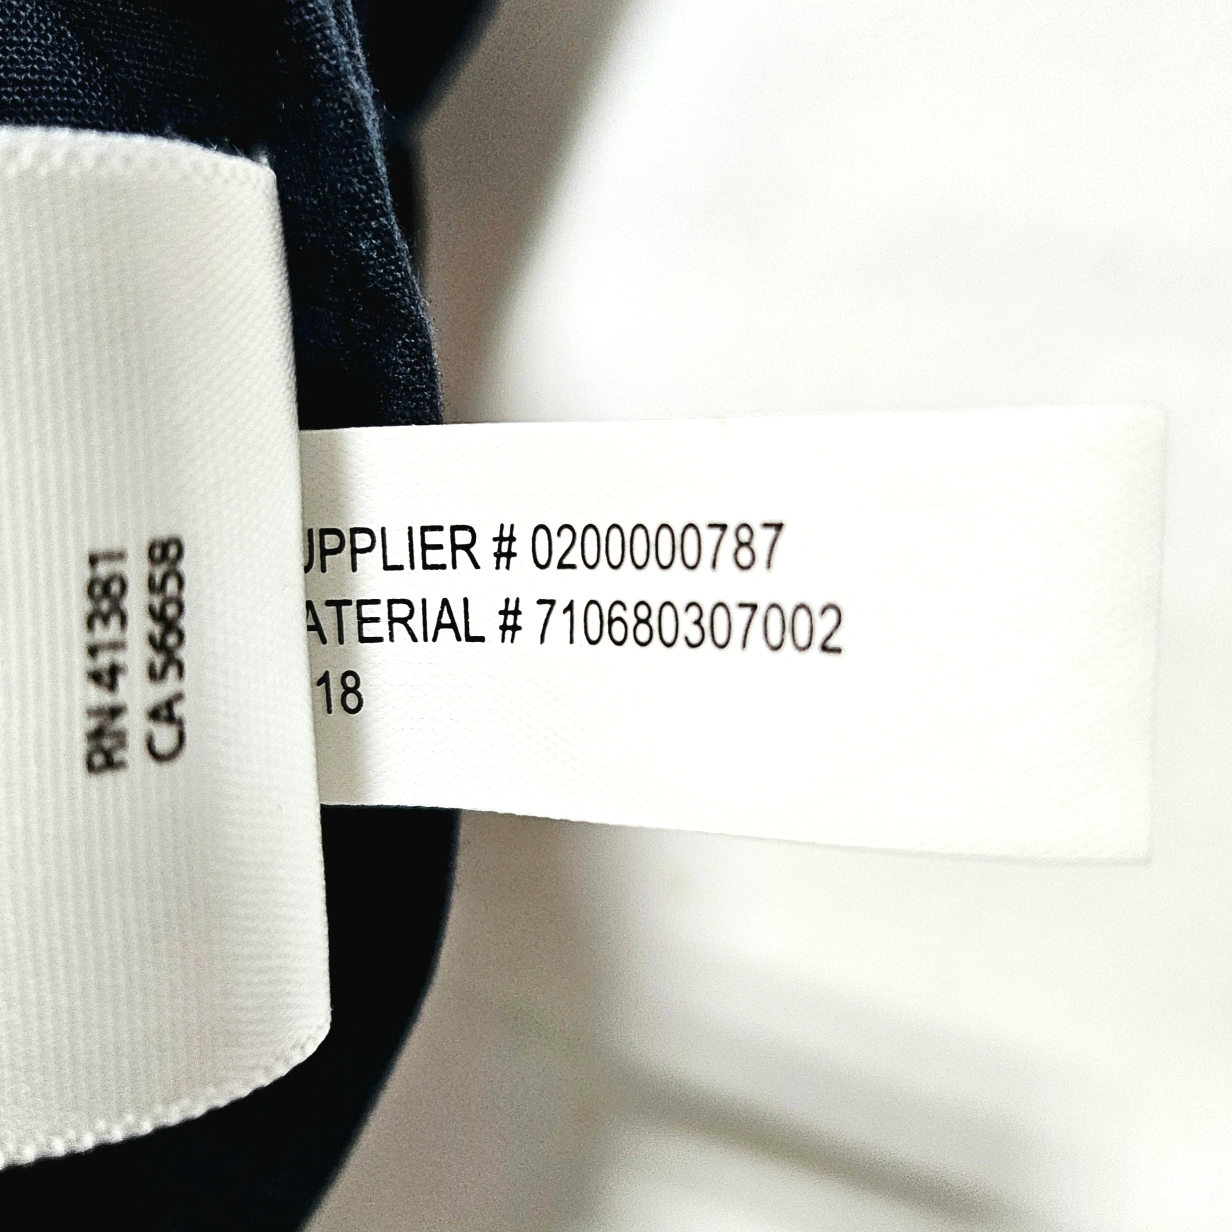 RN 41381
CA 56658
UPPLIER # 0200000787
ATERIAL # 710680307002
18